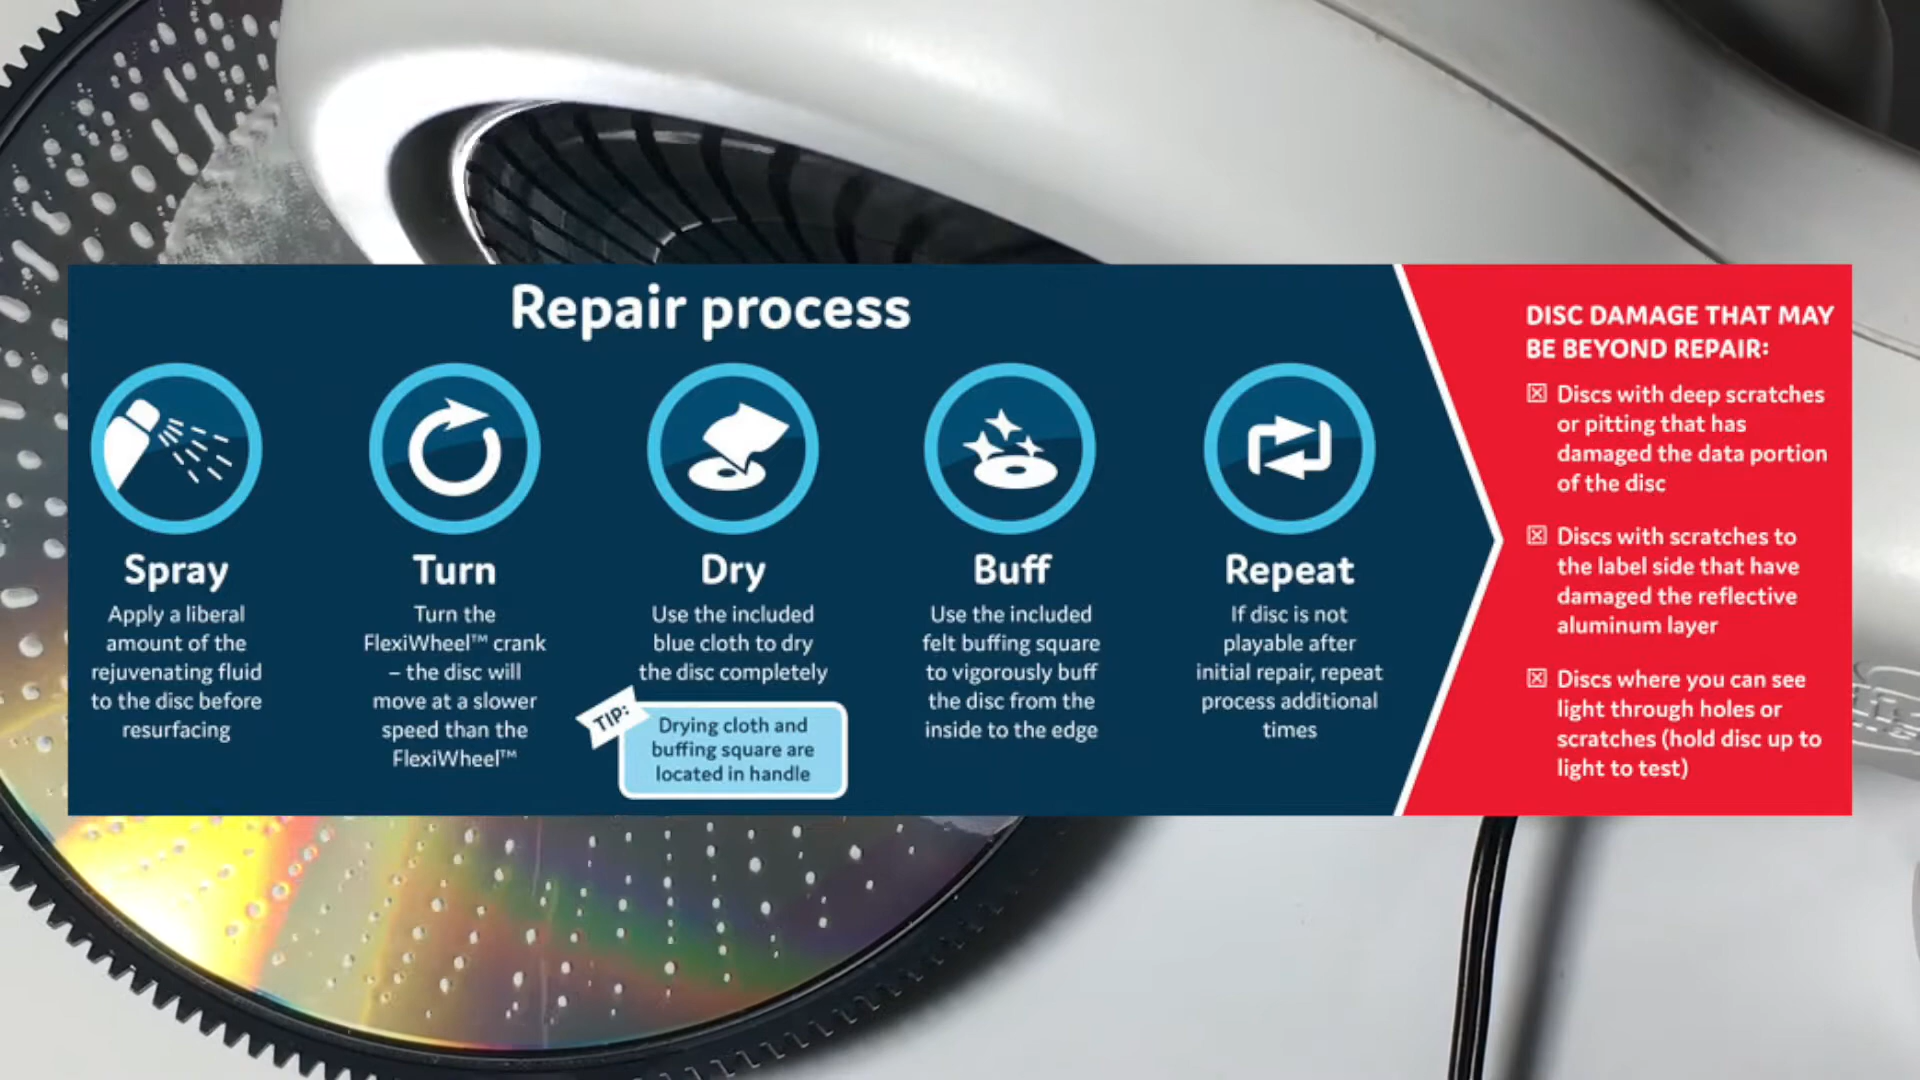 Repair process
Spray
Apply a liberal
amount of the
rejuvenating fluid
to the disc before
resurfacing
Turn
Turn the
FlexiWheel™ crank
– the disc will
move at a slower
speed than the
FlexiWheel™
Dry
Use the included
blue cloth to dry
the disc completely
TIP:
Drying cloth and
buffing square are
located in handle
Buff
Use the included
felt buffing square
to vigorously buff
the disc from the
inside to the edge
Repeat
If disc is not
playable after
initial repair, repeat
process additional
times
DISC DAMAGE THAT MAY
BE BEYOND REPAIR:
☒ Discs with deep scratches
or pitting that has
damaged the data portion
of the disc
☒ Discs with scratches to
the label side that have
damaged the reflective
aluminum layer
☒ Discs where you can see
light through holes or
scratches (hold disc up to
light to test)